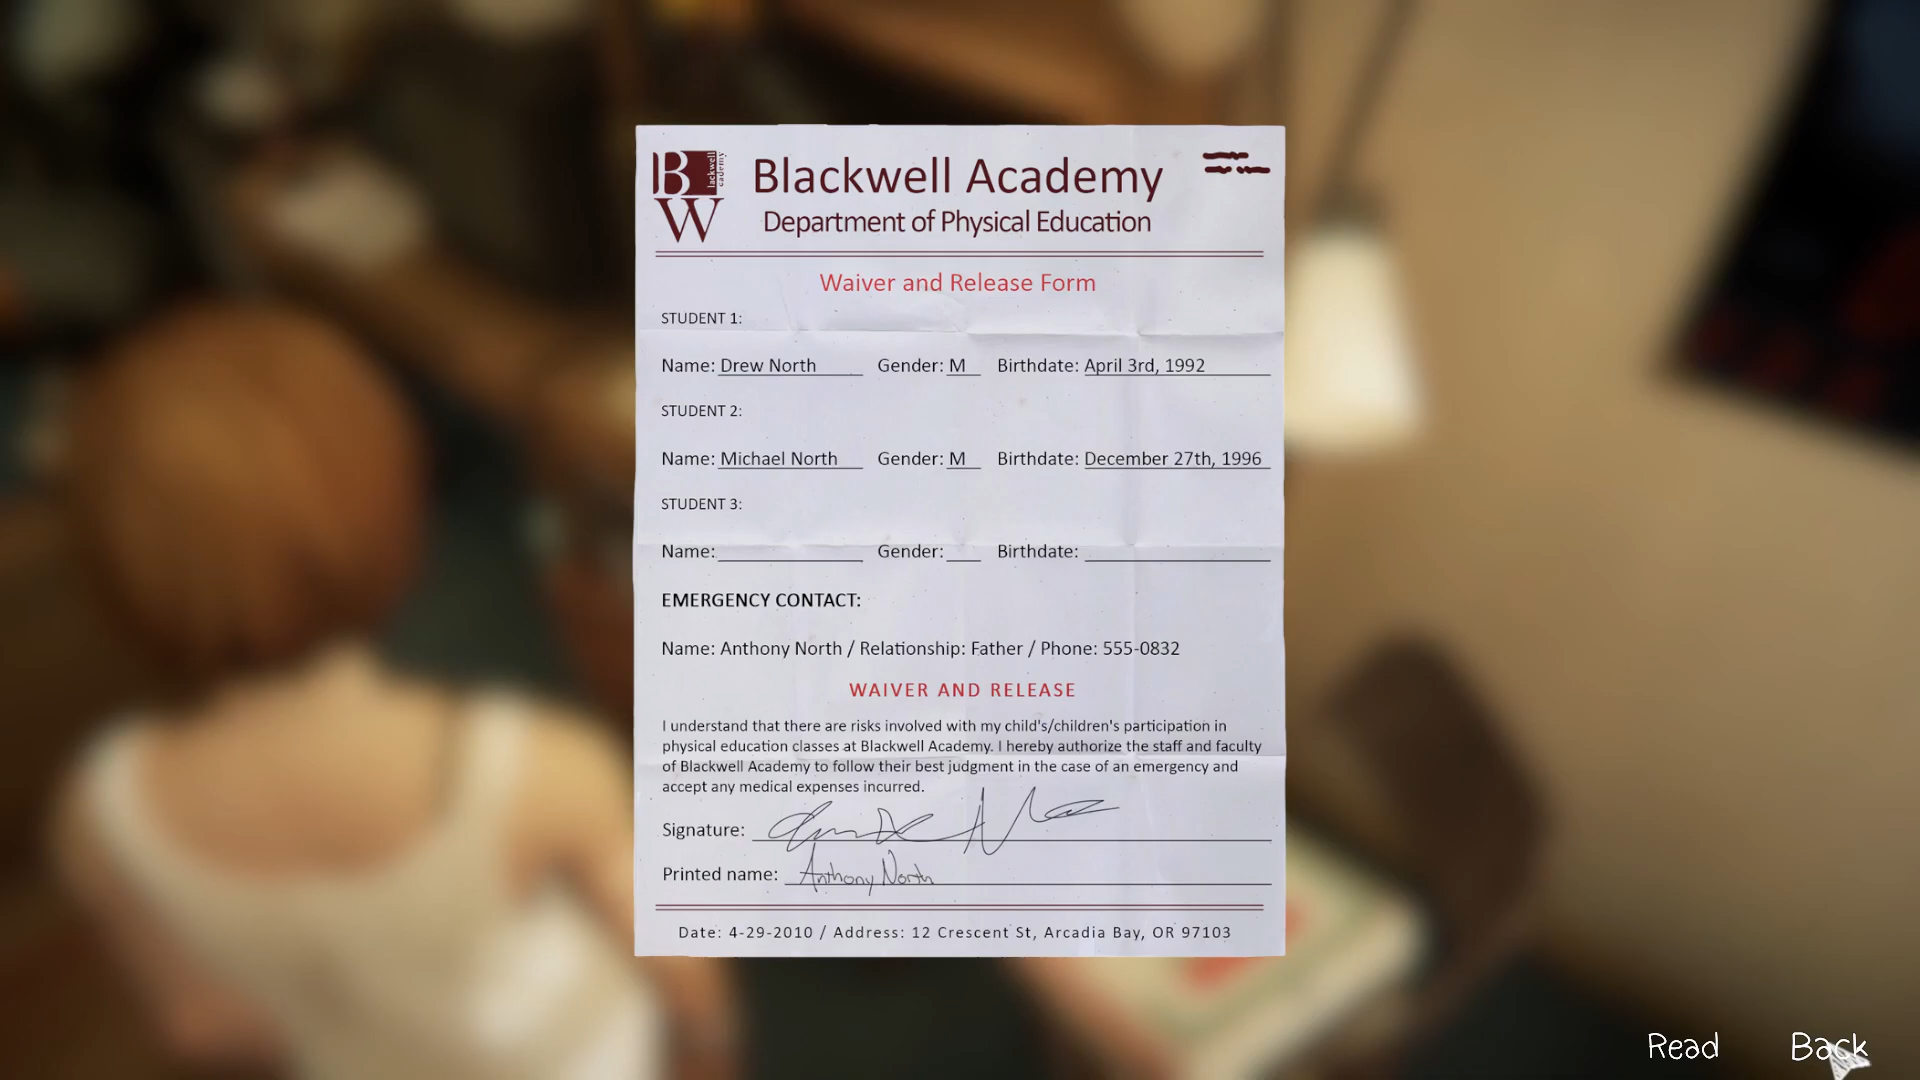 B lackwell cademy
W
Blackwell Academy
Department of Physical Education
Waiver and Release Form
STUDENT 1:
Name: Drew North Gender: M Birthdate: April 3rd, 1992
STUDENT 2:
Name: Michael North Gender: M Birthdate: December 27th, 1996
STUDENT 3:
Name: Gender: Birthdate:
EMERGENCY CONTACT:
Name: Anthony North / Relationship: Father / Phone: 555-0832
WAIVER AND RELEASE
I understand that there are risks involved with my child's/children's participation in
physical education classes at Blackwell Academy. I hereby authorize the staff and faculty
of Blackwell Academy to follow their best judgment in the case of an emergency and
accept any medical expenses incurred.
Signature:
Printed name: Anthony North
Date: 4-29-2010 / Address: 12 Crescent St, Arcadia Bay, OR 97103
Read Back